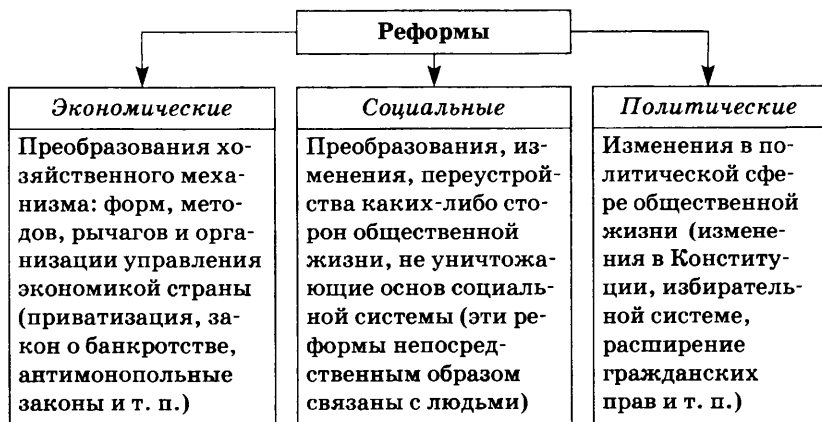 Реформы
Экономические
Преобразования хо-
зяйственного меха-
низма: форм, мето-
дов, рычагов и орга-
низации управления
экономикой страны
(приватизация, за-
кон о банкротстве,
антимонопольные
законы и т. п.)
Социальные
Преобразования, из-
менения, переустрой-
ства каких-либо сто-
рон общественной
жизни, не уничтожа-
ющие основ социаль-
ной системы (эти ре-
формы непосред-
ственным образом
связаны с людьми)
Политические
Изменения в по-
литической сфе-
ре общественной
жизни (измене-
ния в Конститу-
ции, избиратель-
ной системе,
расширение
гражданских
прав и т. п.)